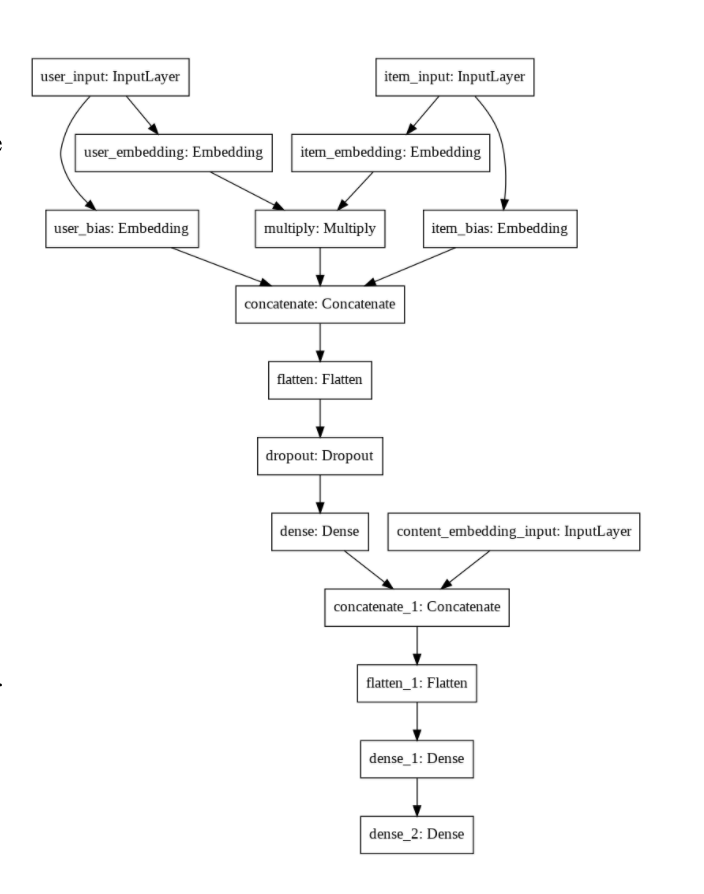 user_input: InputLayer
item_input: InputLayer
user_embedding: Embedding
item_embedding: Embedding
user_bias: Embedding
multiply: Multiply
item_bias: Embedding
concatenate: Concatenate
flatten: Flatten
dropout: Dropout
dense: Dense
content_embedding_input: InputLayer
concatenate_1: Concatenate
flatten_1: Flatten
dense_1: Dense
dense_2: Dense